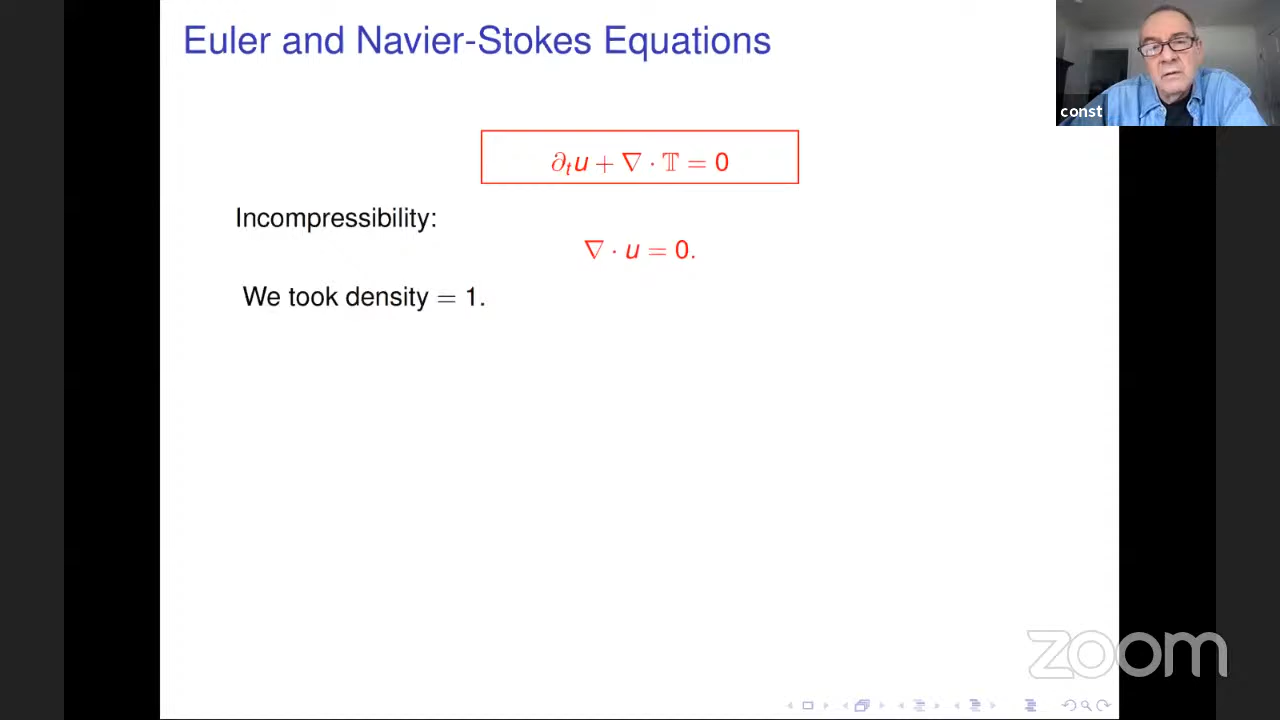 Euler and Navier-Stokes Equations
const
∂ₜu + ∇ · 𝕋 = 0
Incompressibility:
∇ · u = 0.
We took density = 1.
zoom